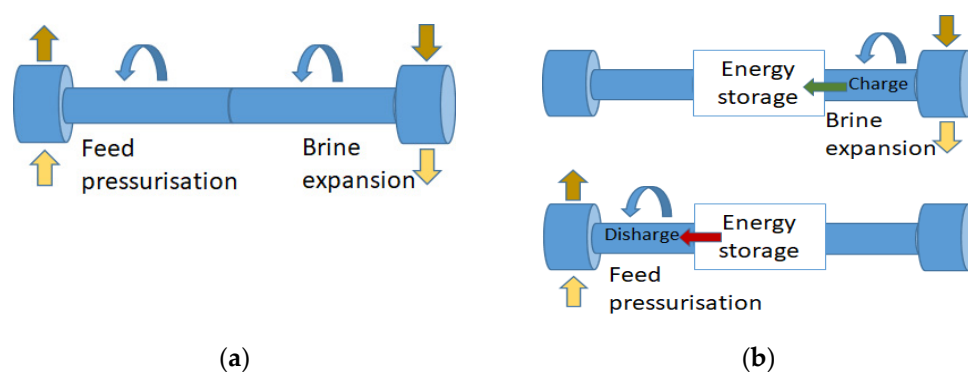 Feed
pressurisation
Brine
expansion
(a)
Energy
storage
Charge
Brine
expansion
Disharge
Energy
storage
Feed
pressurisation
(b)